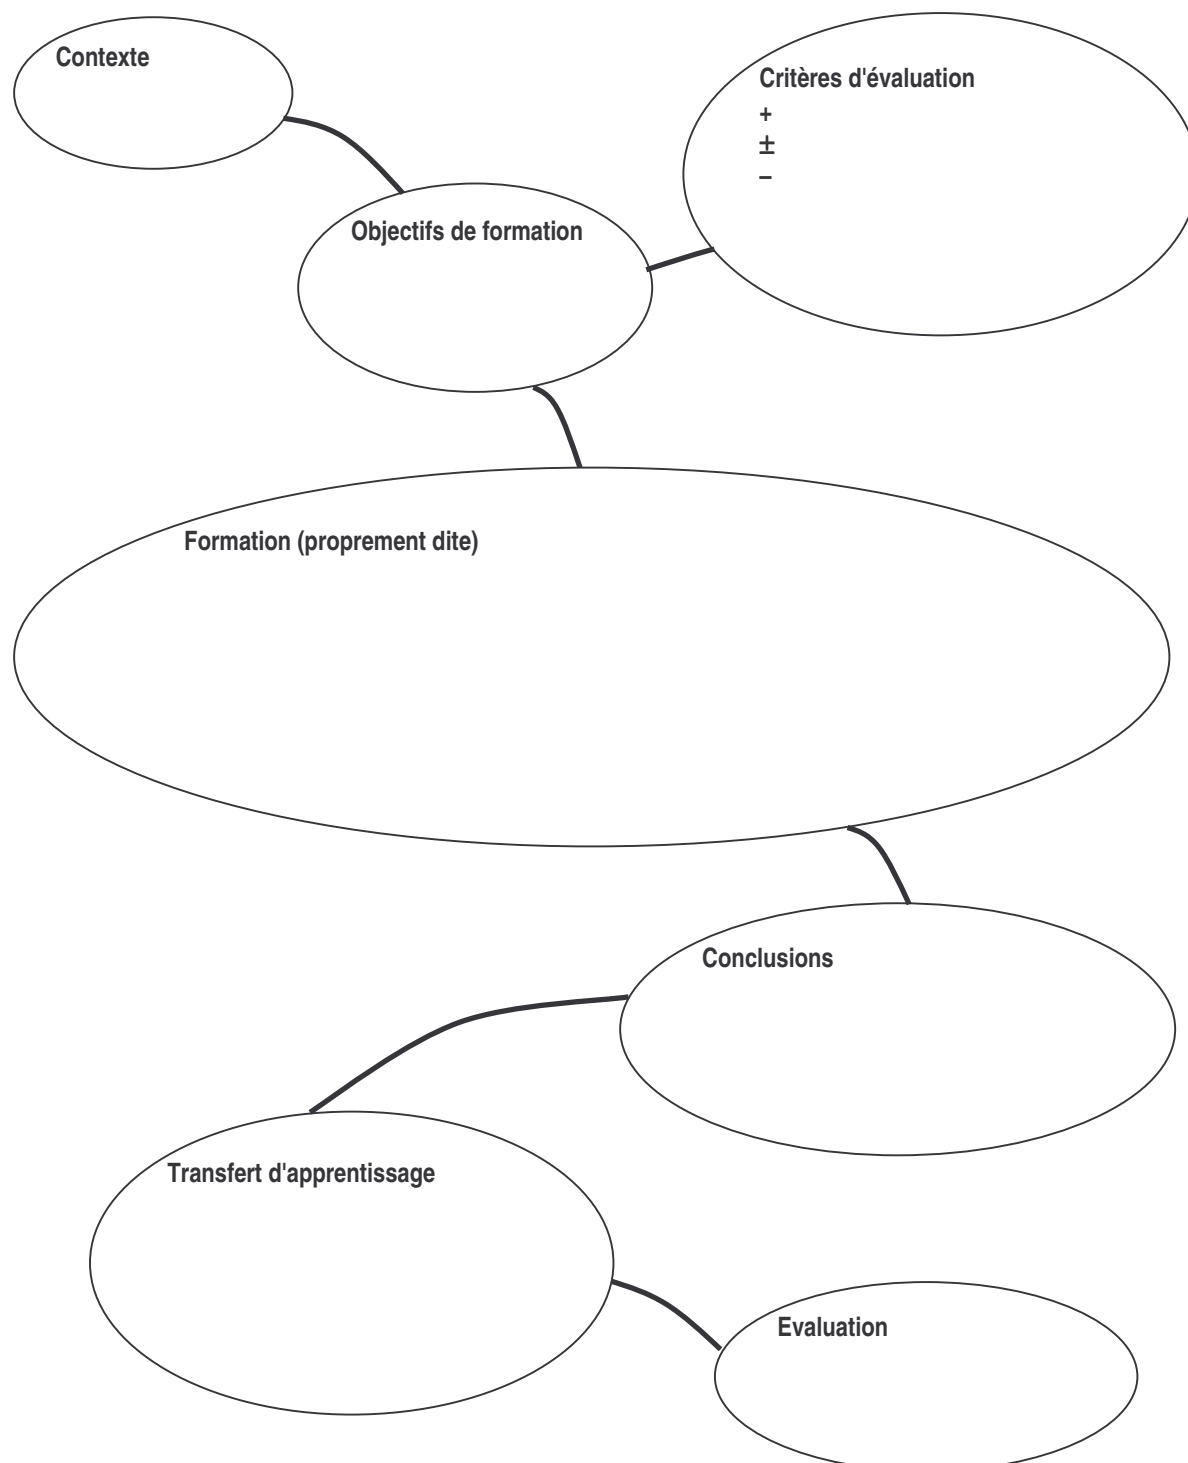 Contexte
Critères d'évaluation
+
±
–
Objectifs de formation
Formation (proprement dite)
Conclusions
Transfert d'apprentissage
Evaluation